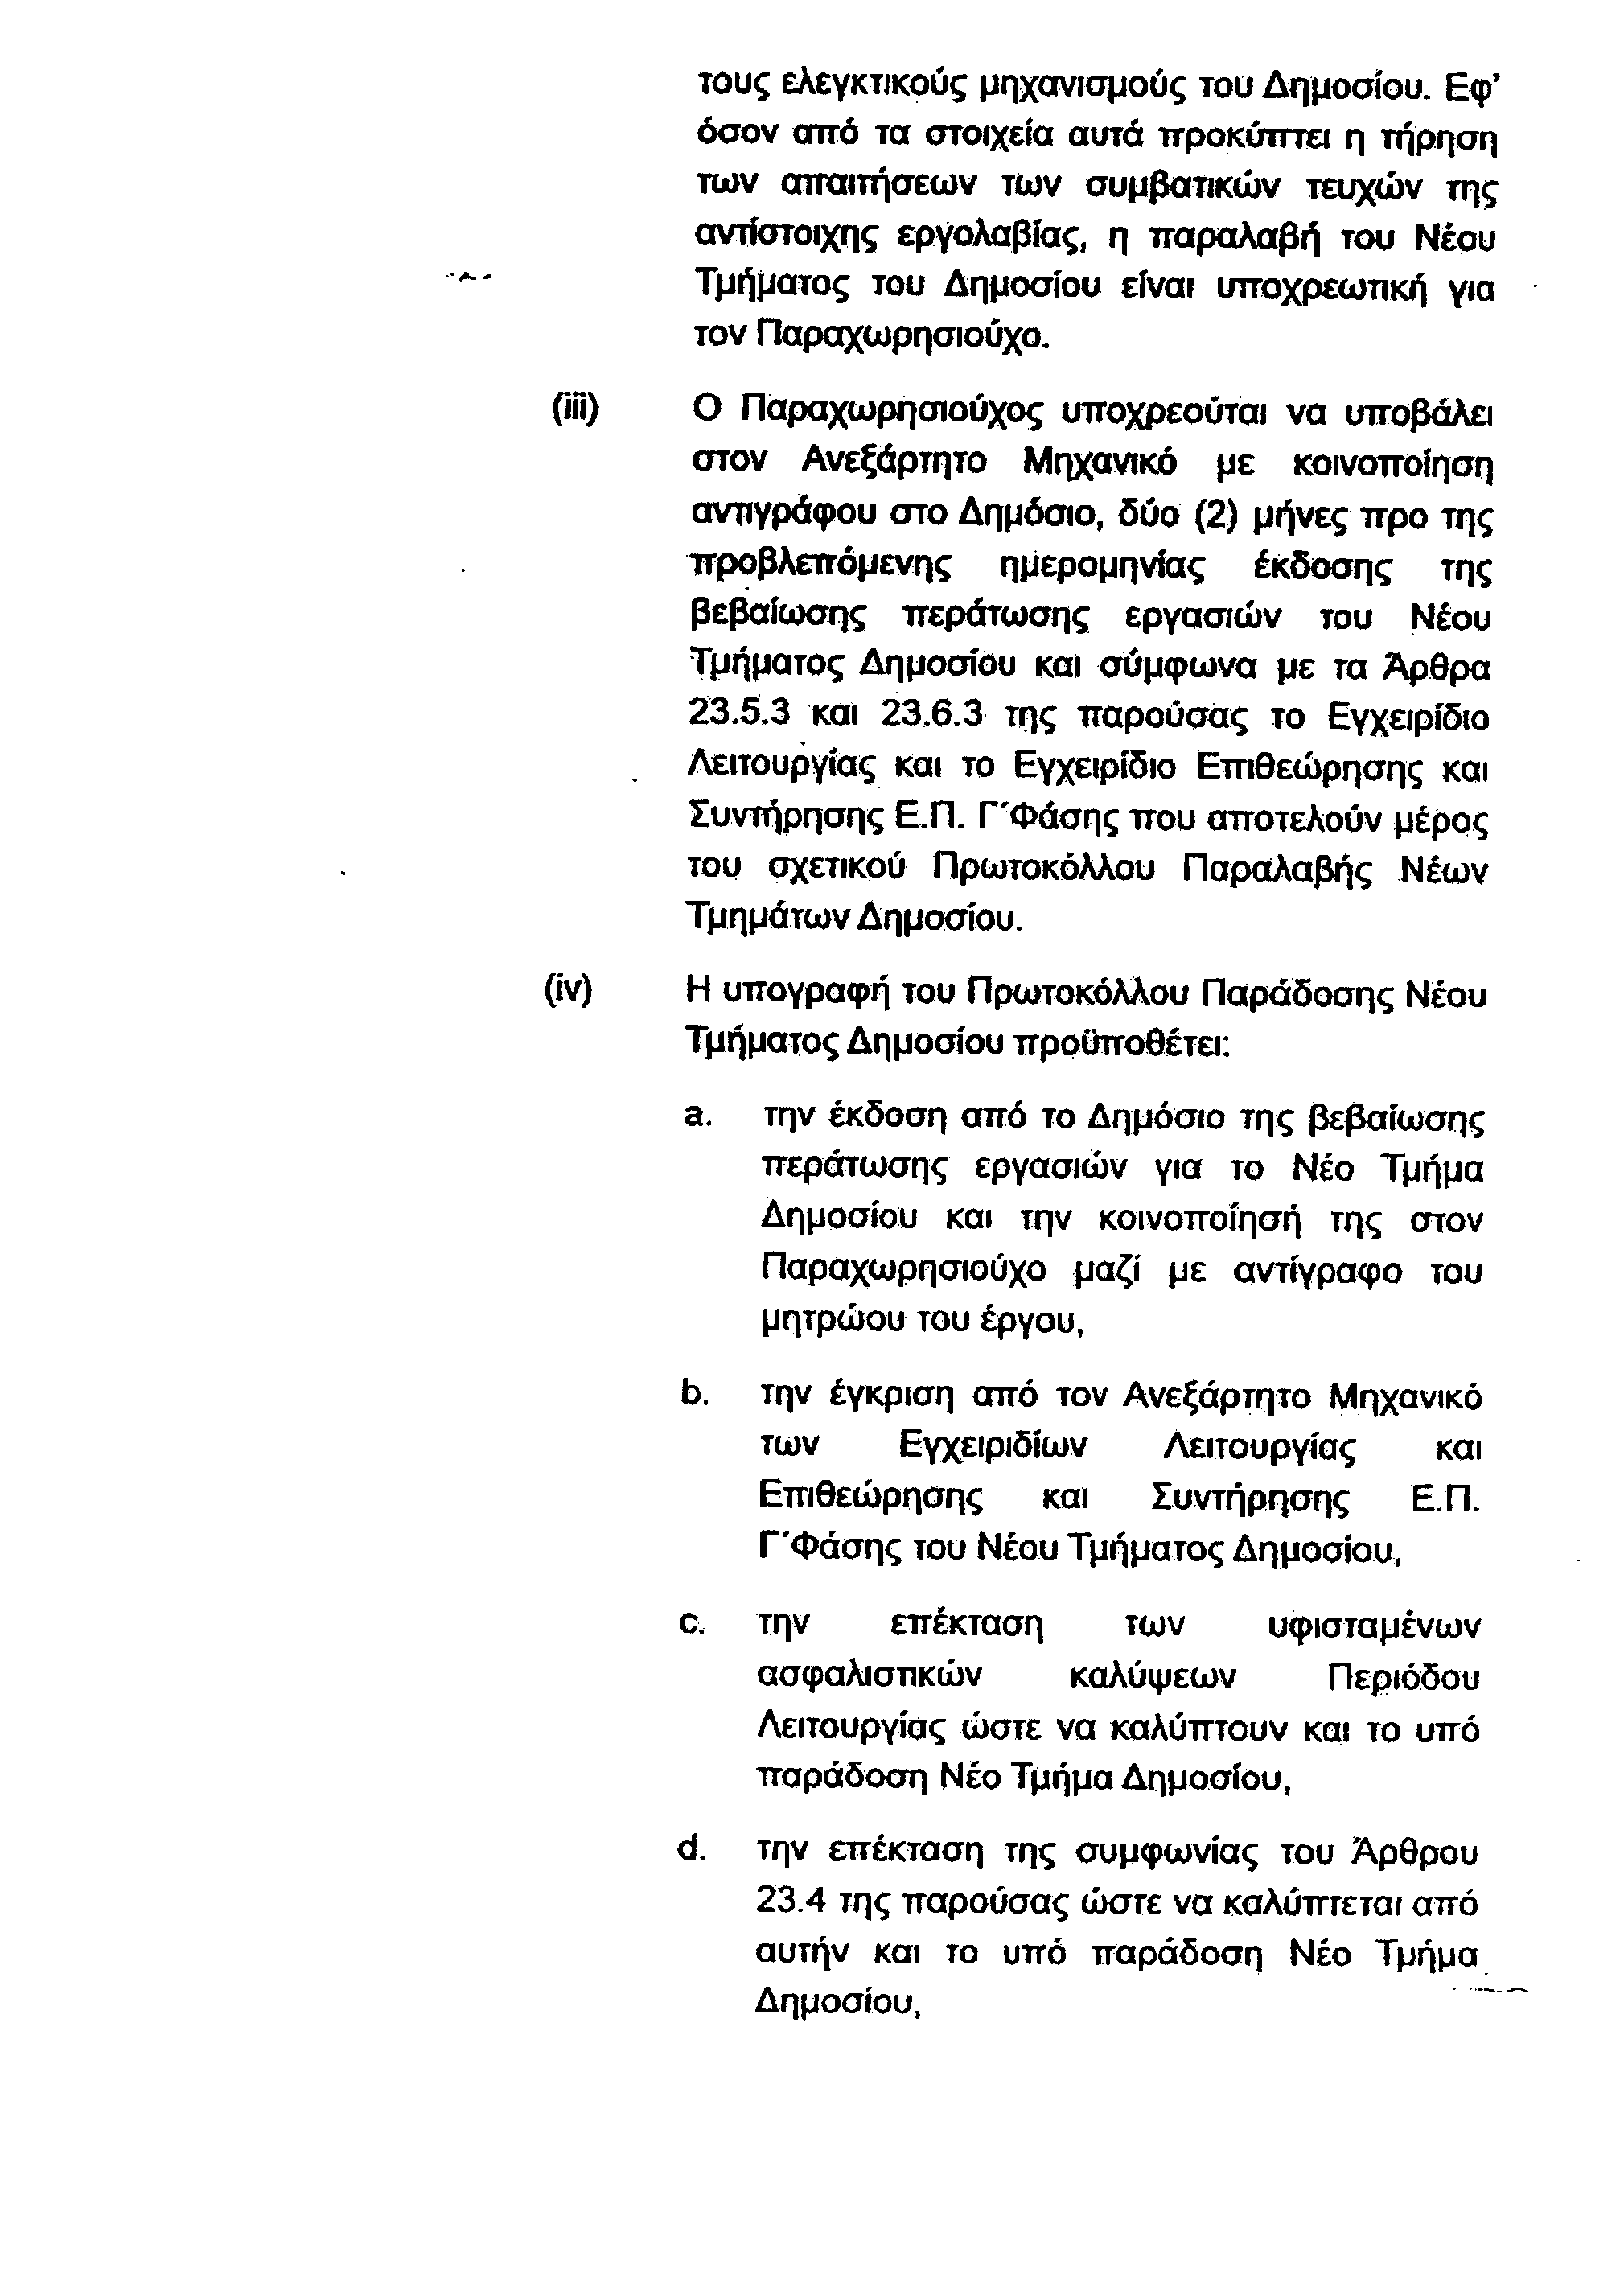 τους ελεγκτικούς μηχανισμούς του Δημοσίου. Εφ’
όσον από τα στοιχεία αυτά προκύπτει η τήρηση
των απαιτήσεων των συμβατικών τευχών της
αντίστοιχης εργολαβίας, η παραλαβή του Νέου
Τμήματος του Δημοσίου είναι υποχρεωτική για
τον Παραχωρησιούχο.
(iii) Ο Παραχωρησιούχος υποχρεούται να υποβάλει
στον Ανεξάρτητο Μηχανικό με κοινοποίηση
αντιγράφου στο Δημόσιο, δύο (2) μήνες προ της
προβλεπόμενης ημερομηνίας έκδοσης της
βεβαίωσης περάτωσης εργασιών του Νέου
Τμήματος Δημοσίου και σύμφωνα με τα Άρθρα
23.5.3 και 23.6.3 της παρούσας το Εγχειρίδιο
Λειτουργίας και το Εγχειρίδιο Επιθεώρησης και
Συντήρησης Ε.Π. Γ΄Φάσης που αποτελούν μέρος
του σχετικού Πρωτοκόλλου Παραλαβής Νέων
Τμημάτων Δημοσίου.
(iv) Η υπογραφή του Πρωτοκόλλου Παράδοσης Νέου
Τμήματος Δημοσίου προϋποθέτει:
a. την έκδοση από το Δημόσιο της βεβαίωσης
περάτωσης εργασιών για το Νέο Τμήμα
Δημοσίου και την κοινοποίησή της στον
Παραχωρησιούχο μαζί με αντίγραφο του
μητρώου του έργου,
b. την έγκριση από τον Ανεξάρτητο Μηχανικό
των Εγχειριδίων Λειτουργίας και
Επιθεώρησης και Συντήρησης Ε.Π.
Γ΄Φάσης του Νέου Τμήματος Δημοσίου,
c. την επέκταση των υφισταμένων
ασφαλιστικών καλύψεων Περιόδου
Λειτουργίας ώστε να καλύπτουν και το υπό
παράδοση Νέο Τμήμα Δημοσίου,
d. την επέκταση της συμφωνίας του Άρθρου
23.4 της παρούσας ώστε να καλύπτεται από
αυτήν και το υπό παράδοση Νέο Τμήμα
Δημοσίου,